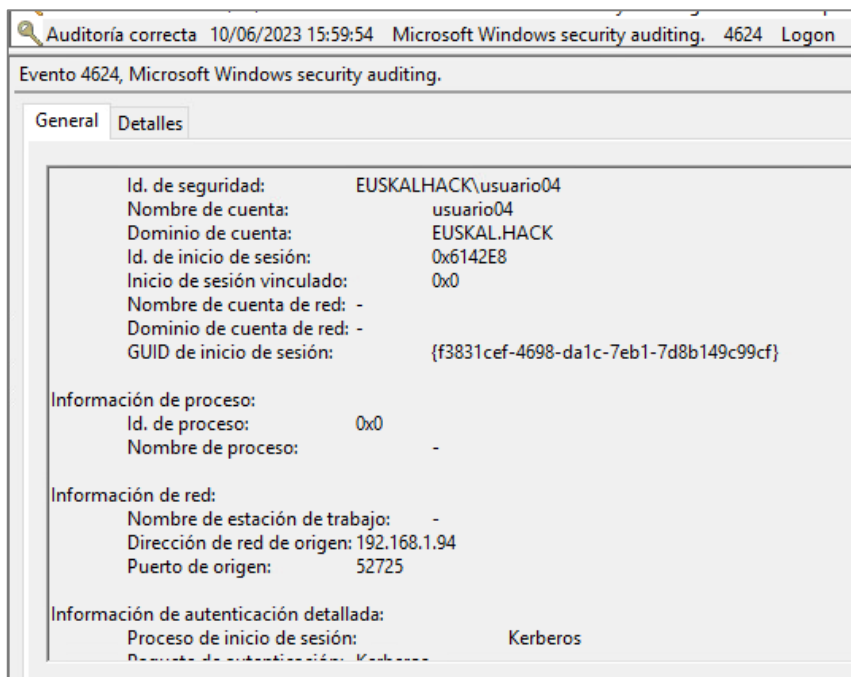 Auditoría correcta 10/06/2023 15:59:54 Microsoft Windows security auditing. 4624 Logon
Evento 4624, Microsoft Windows security auditing.
General Detalles
Id. de seguridad: EUSKALHACK\usuario04
Nombre de cuenta: usuario04
Dominio de cuenta: EUSKAL.HACK
Id. de inicio de sesión: 0x6142E8
Inicio de sesión vinculado: 0x0
Nombre de cuenta de red: -
Dominio de cuenta de red: -
GUID de inicio de sesión: {f3831cef-4698-da1c-7eb1-7d8b149c99cf}
Información de proceso:
Id. de proceso: 0x0
Nombre de proceso: -
Información de red:
Nombre de estación de trabajo: -
Dirección de red de origen: 192.168.1.94
Puerto de origen: 52725
Información de autenticación detallada:
Proceso de inicio de sesión: Kerberos
Paquete de autenticación: Kerberos